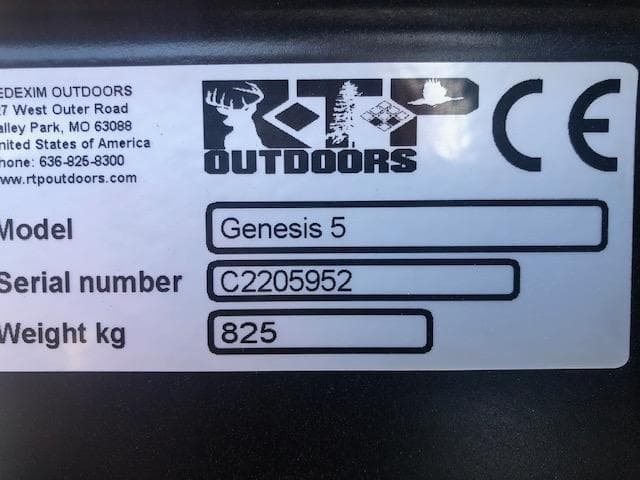 EDEXIM OUTDOORS
7 West Outer Road
alley Park, MO 63088
nited States of America
hone: 636-825-8300
ww.rtpoutdoors.com
RTP
OUTDOORS
CE
Model
Genesis 5
Serial number
C2205952
Weight kg
825